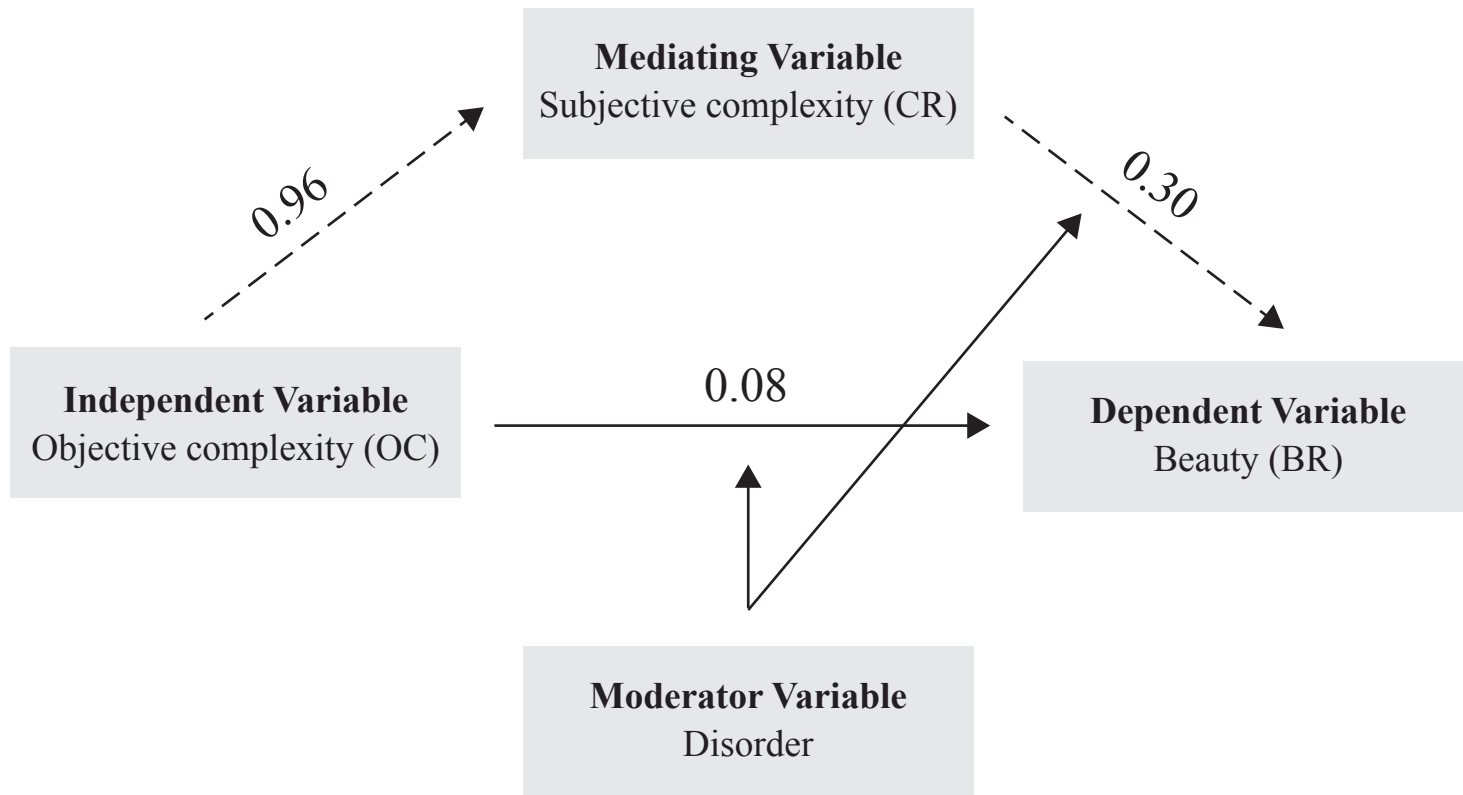 Mediating Variable
Subjective complexity (CR)
0.96
0.30
Independent Variable
Objective complexity (OC)
0.08
Dependent Variable
Beauty (BR)
Moderator Variable
Disorder